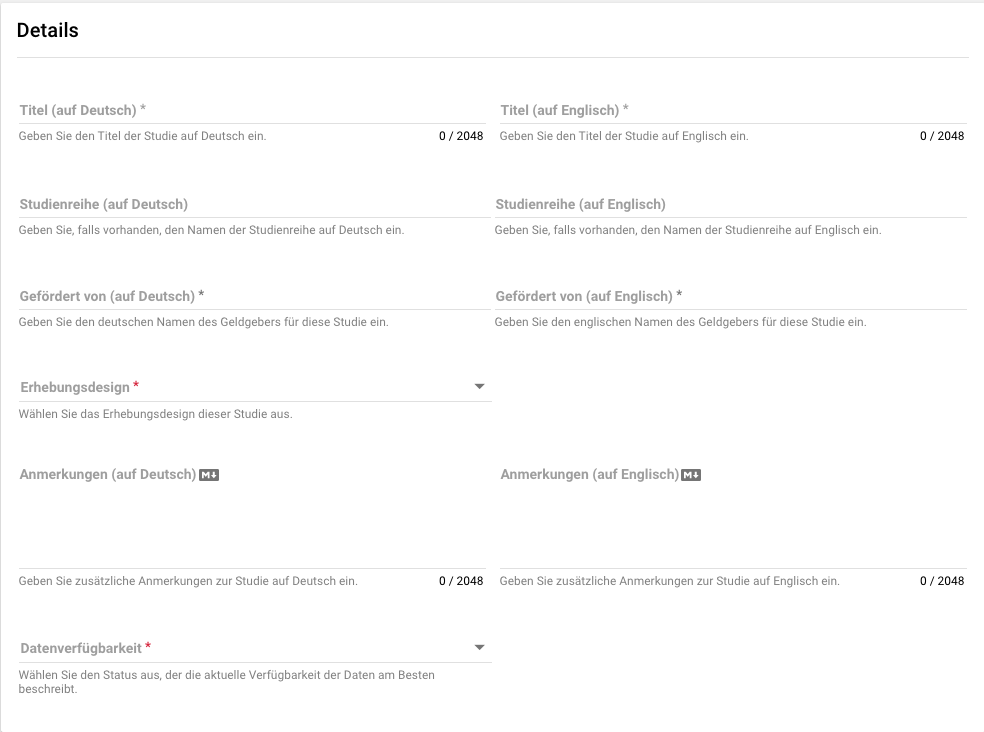 Details
Titel (auf Deutsch) *
Titel (auf Englisch) *
Geben Sie den Titel der Studie auf Deutsch ein.
0 / 2048
Geben Sie den Titel der Studie auf Englisch ein.
0 / 2048
Studienreihe (auf Deutsch)
Studienreihe (auf Englisch)
Geben Sie, falls vorhanden, den Namen der Studienreihe auf Deutsch ein.
Geben Sie, falls vorhanden, den Namen der Studienreihe auf Englisch ein.
Gefördert von (auf Deutsch) *
Gefördert von (auf Englisch) *
Geben Sie den deutschen Namen des Geldgebers für diese Studie ein.
Geben Sie den englischen Namen des Geldgebers für diese Studie ein.
Erhebungsdesign *
Wählen Sie das Erhebungsdesign dieser Studie aus.
Anmerkungen (auf Deutsch) M↓
Anmerkungen (auf Englisch) M↓
Geben Sie zusätzliche Anmerkungen zur Studie auf Deutsch ein.
0 / 2048
Geben Sie zusätzliche Anmerkungen zur Studie auf Englisch ein.
0 / 2048
Datenverfügbarkeit *
Wählen Sie den Status aus, der die aktuelle Verfügbarkeit der Daten am Besten
beschreibt.